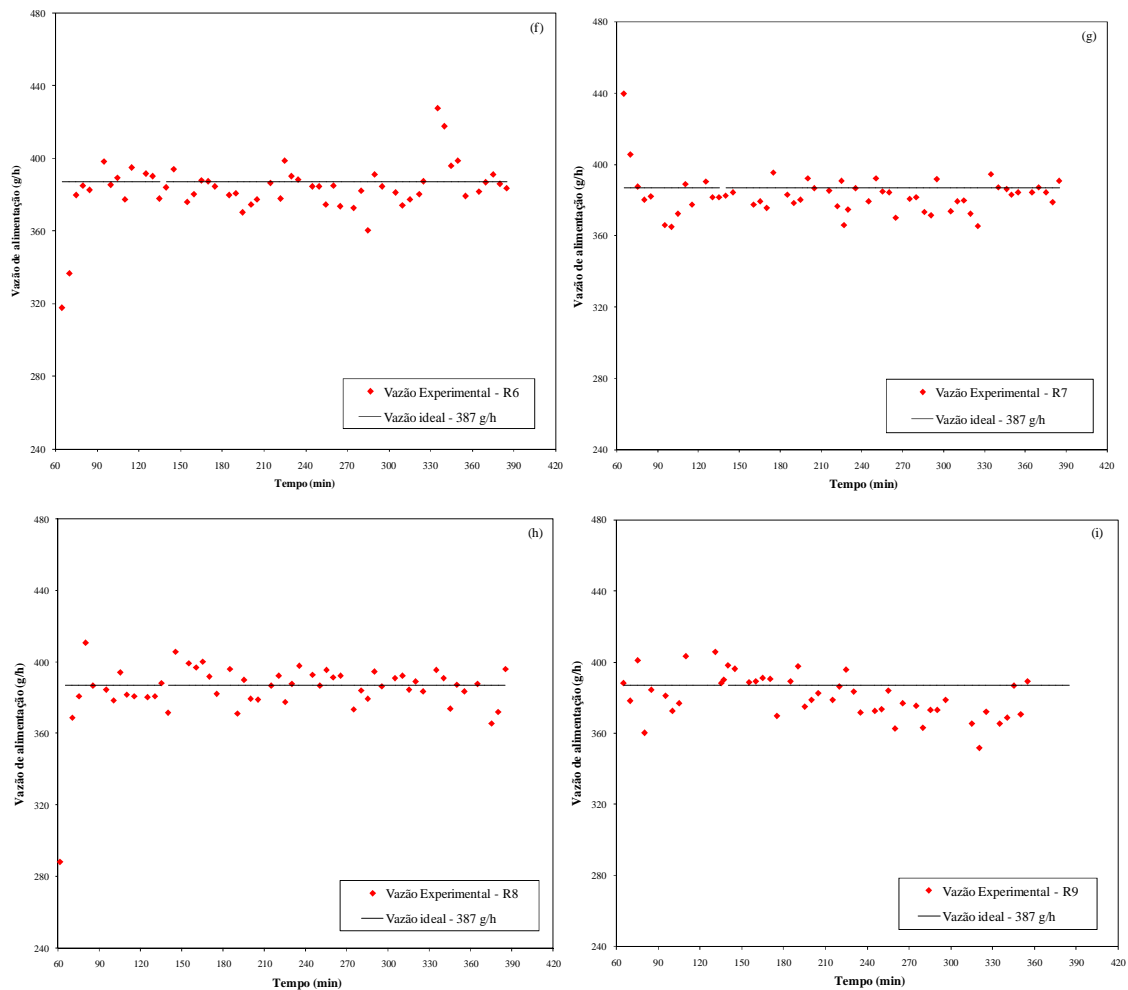 (f)
Vazão de alimentação (g/h)
480
440
400
360
320
280
240
Vazão Experimental - R6
Vazão ideal - 387 g/h
60 90 120 150 180 210 240 270 300 330 360 390 420
Tempo (min)
(g)
Vazão de alimentação (g/h)
480
440
400
360
320
280
240
Vazão Experimental - R7
Vazão ideal - 387 g/h
60 90 120 150 180 210 240 270 300 330 360 390 420
Tempo (min)
(h)
Vazão de alimentação (g/h)
480
440
400
360
320
280
240
Vazão Experimental - R8
Vazão ideal - 387 g/h
60 90 120 150 180 210 240 270 300 330 360 390 420
Tempo (min)
(i)
Vazão de alimentação (g/h)
480
440
400
360
320
280
240
Vazão Experimental - R9
Vazão ideal - 387 g/h
60 90 120 150 180 210 240 270 300 330 360 390 420
Tempo (min)